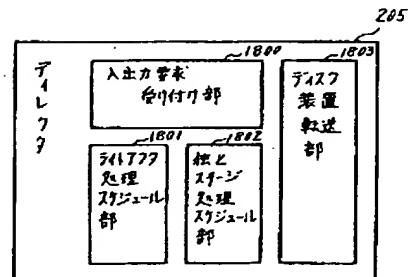 205
ディレクタ
1800
入出力要求
受け付け部
1803
ディスク
装置
転送
部
1801
ライトアフタ
処理
スケジュール
部
1802
ステージ
処理
スケジュール
部